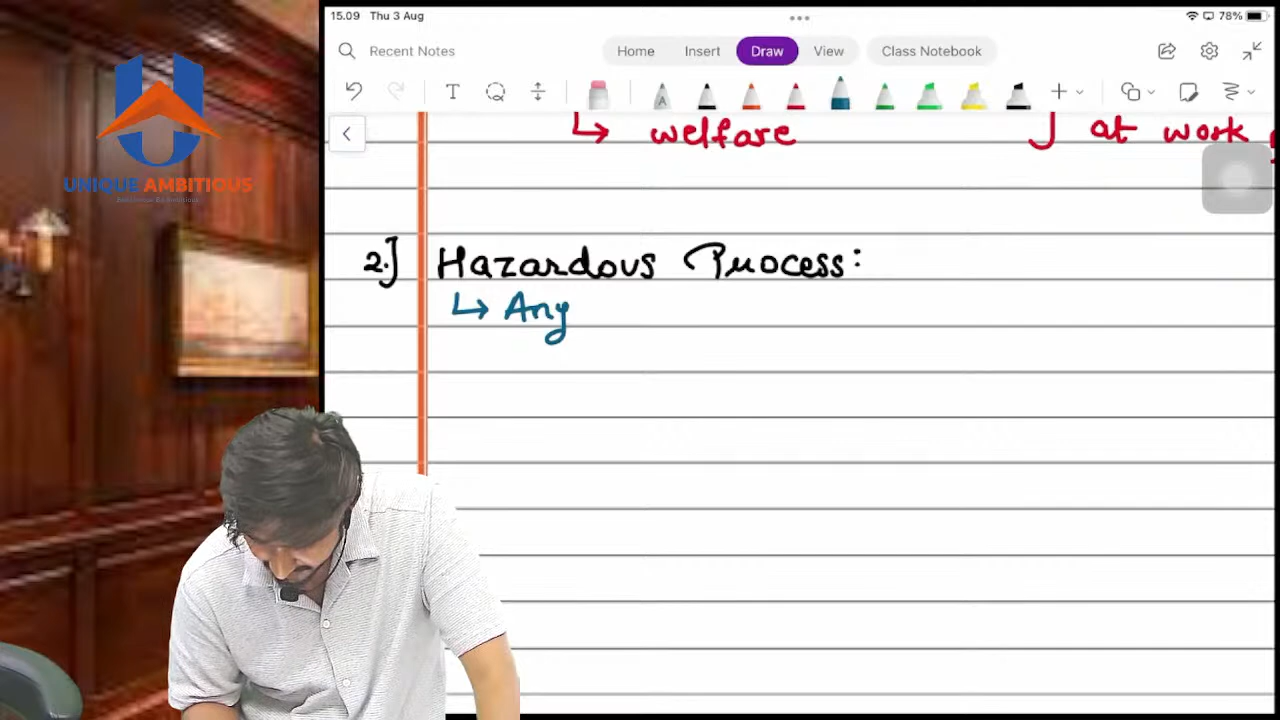 15.09 Thu 3 Aug
78%
Recent Notes
Home Insert Draw View Class Notebook
UNIQUE AMBITIOUS
↳ welfare ] at work
2.] Hazardous Process:
↳ Any